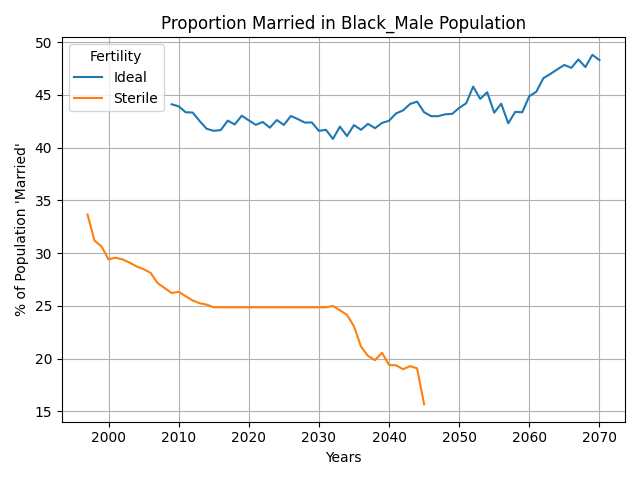 Proportion Married in Black_Male Population
Fertility
Ideal
Sterile
% of Population 'Married'
50
45
40
35
30
25
20
15
2000
2010
2020
2030
2040
2050
2060
2070
Years